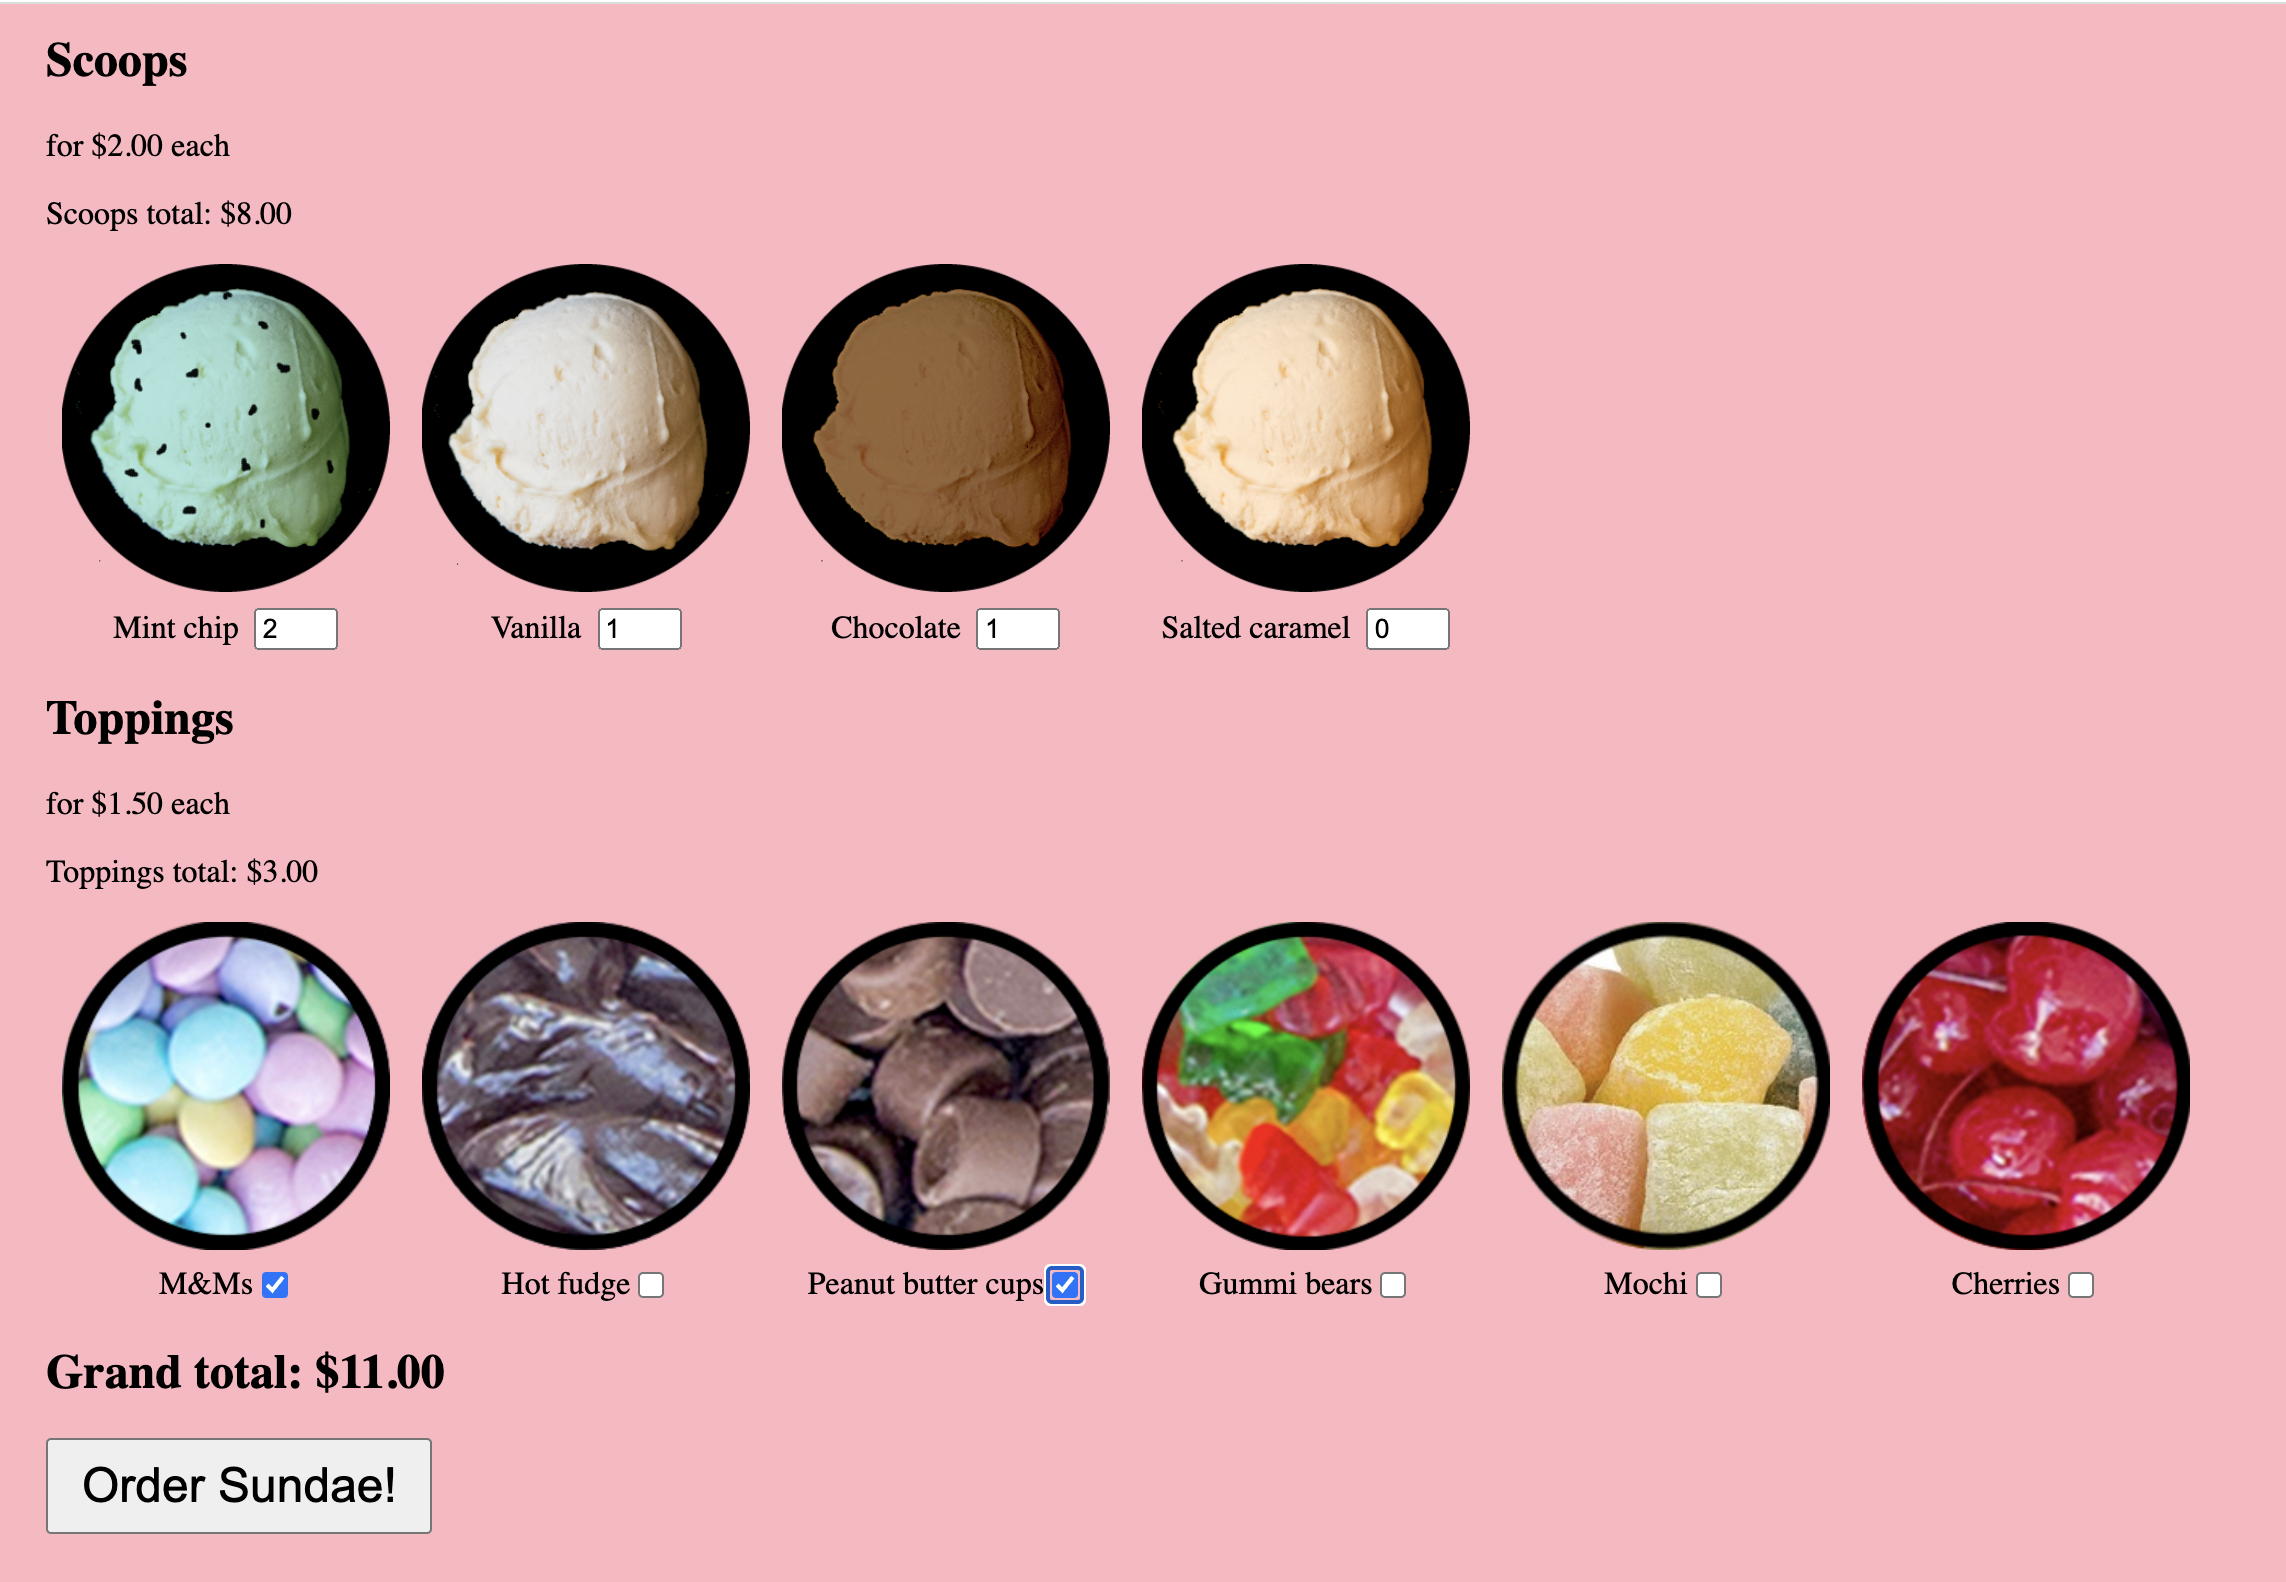 Scoops
for $2.00 each
Scoops total: $8.00
Mint chip 2 Vanilla 1 Chocolate 1 Salted caramel 0
Toppings
for $1.50 each
Toppings total: $3.00
M&Ms Hot fudge Peanut butter cups Gummi bears Mochi Cherries
Grand total: $11.00
Order Sundae!